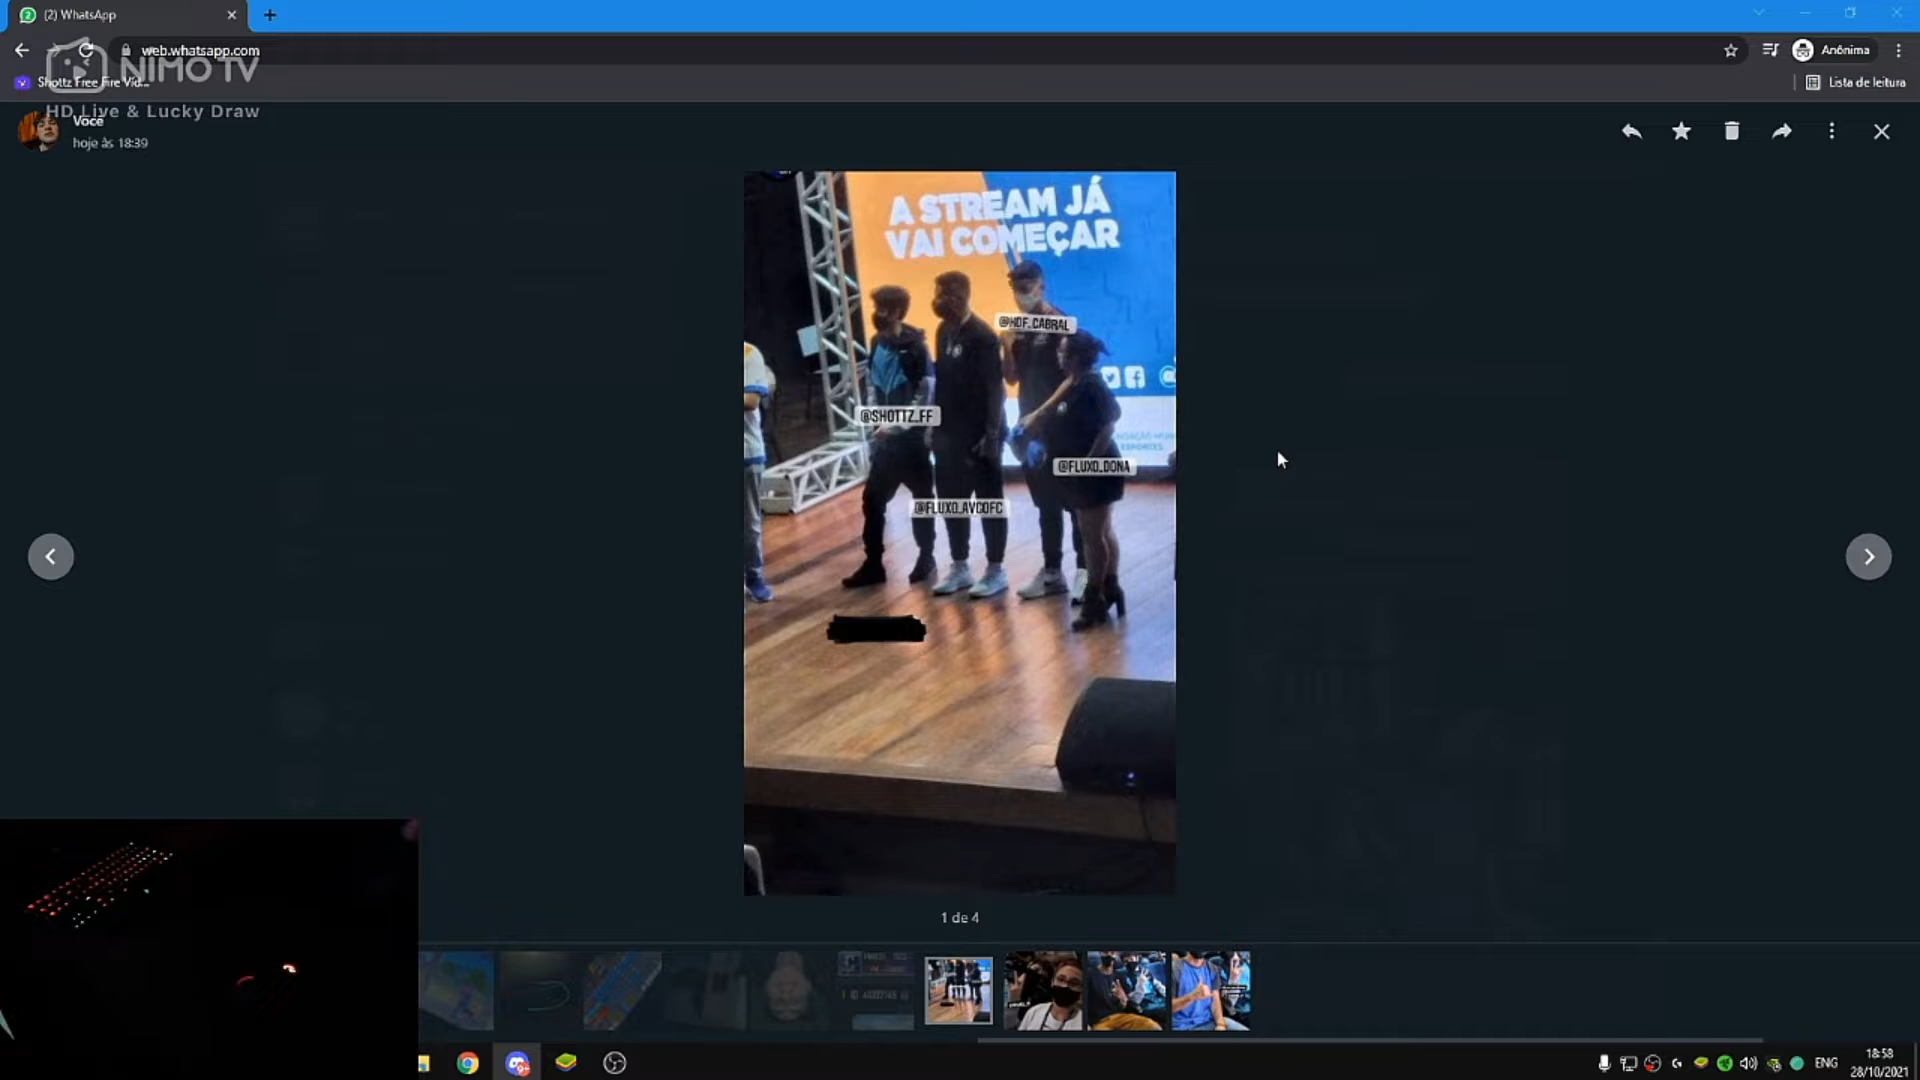 (2) WhatsApp
web.whatsapp.com
Anônima
NIMO TV
Shottz Free Fire Víd...
Lista de leitura
HD Live & Lucky Draw
Você
hoje às 18:39
A STREAM JÁ
VAI COMEÇAR
@HDF_CABRAL
@SHOTTZ_FF
@FLUXO_DONA
@FLUXO_AVCOFC
ESPORTES
1 de 4
ENG
18:58
28/10/2021